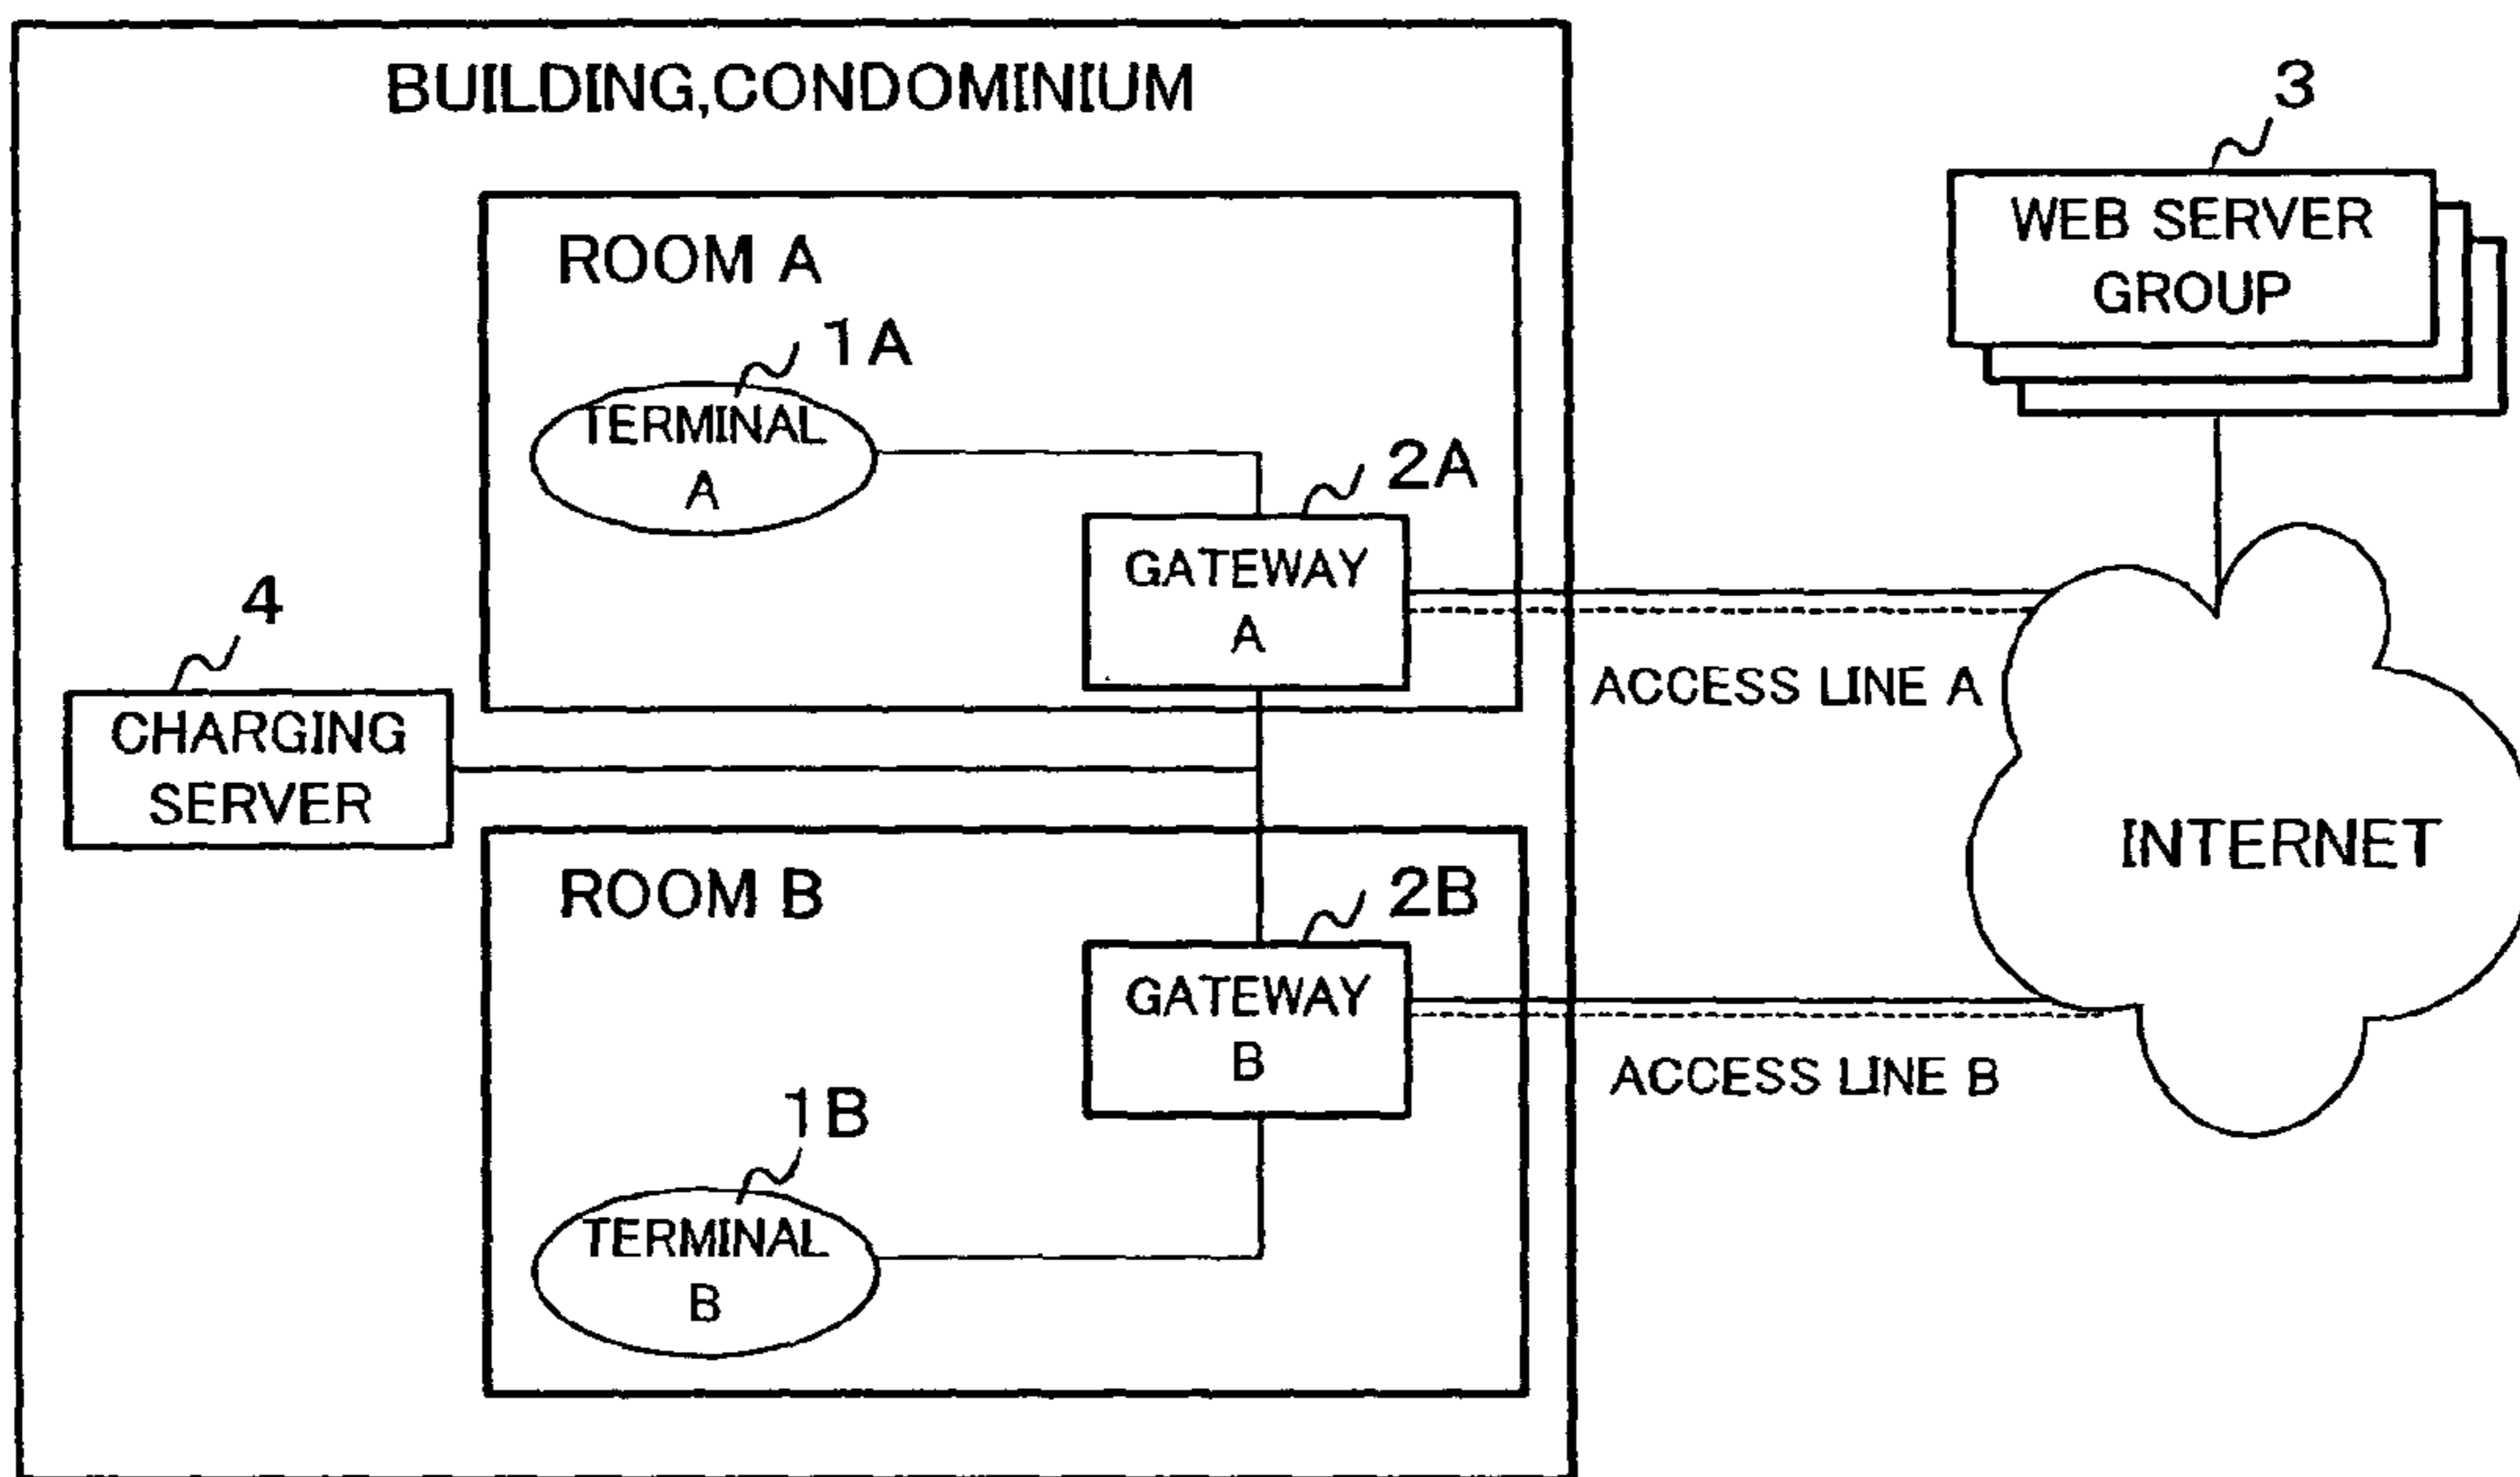 BUILDING,CONDOMINIUM
3
WEB SERVER
GROUP
ROOM A
1A
TERMINAL
A
2A
GATEWAY
A
ACCESS LINE A
4
CHARGING
SERVER
INTERNET
ROOM B
2B
GATEWAY
B
ACCESS LINE B
1B
TERMINAL
B